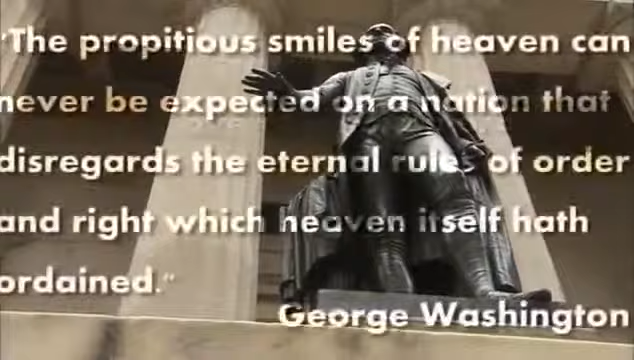 "The propitious smiles of heaven can
never be expected on a nation that
disregards the eternal rules of order
and right which heaven itself hath
ordained."
George Washington